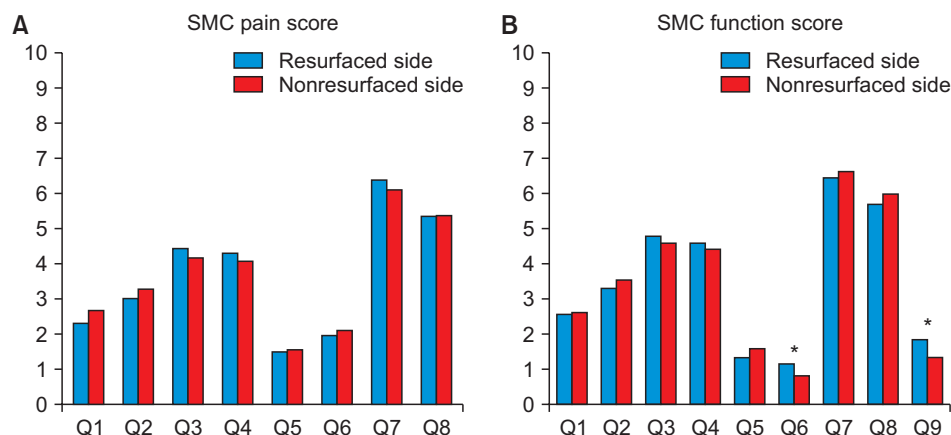 A SMC pain score
Resurfaced side
Nonresurfaced side
10
9
8
7
6
5
4
3
2
1
0
Q1 Q2 Q3 Q4 Q5 Q6 Q7 Q8
B SMC function score
Resurfaced side
Nonresurfaced side
10
9
8
7
6
5
4
3
2
1
0
* *
Q1 Q2 Q3 Q4 Q5 Q6 Q7 Q8 Q9